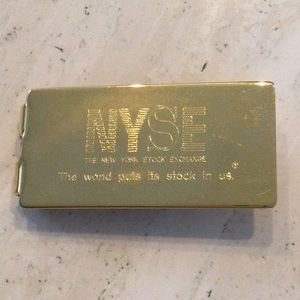 NYSE
THE NEW YORK STOCK EXCHANGE
The world puts its stock in us.®